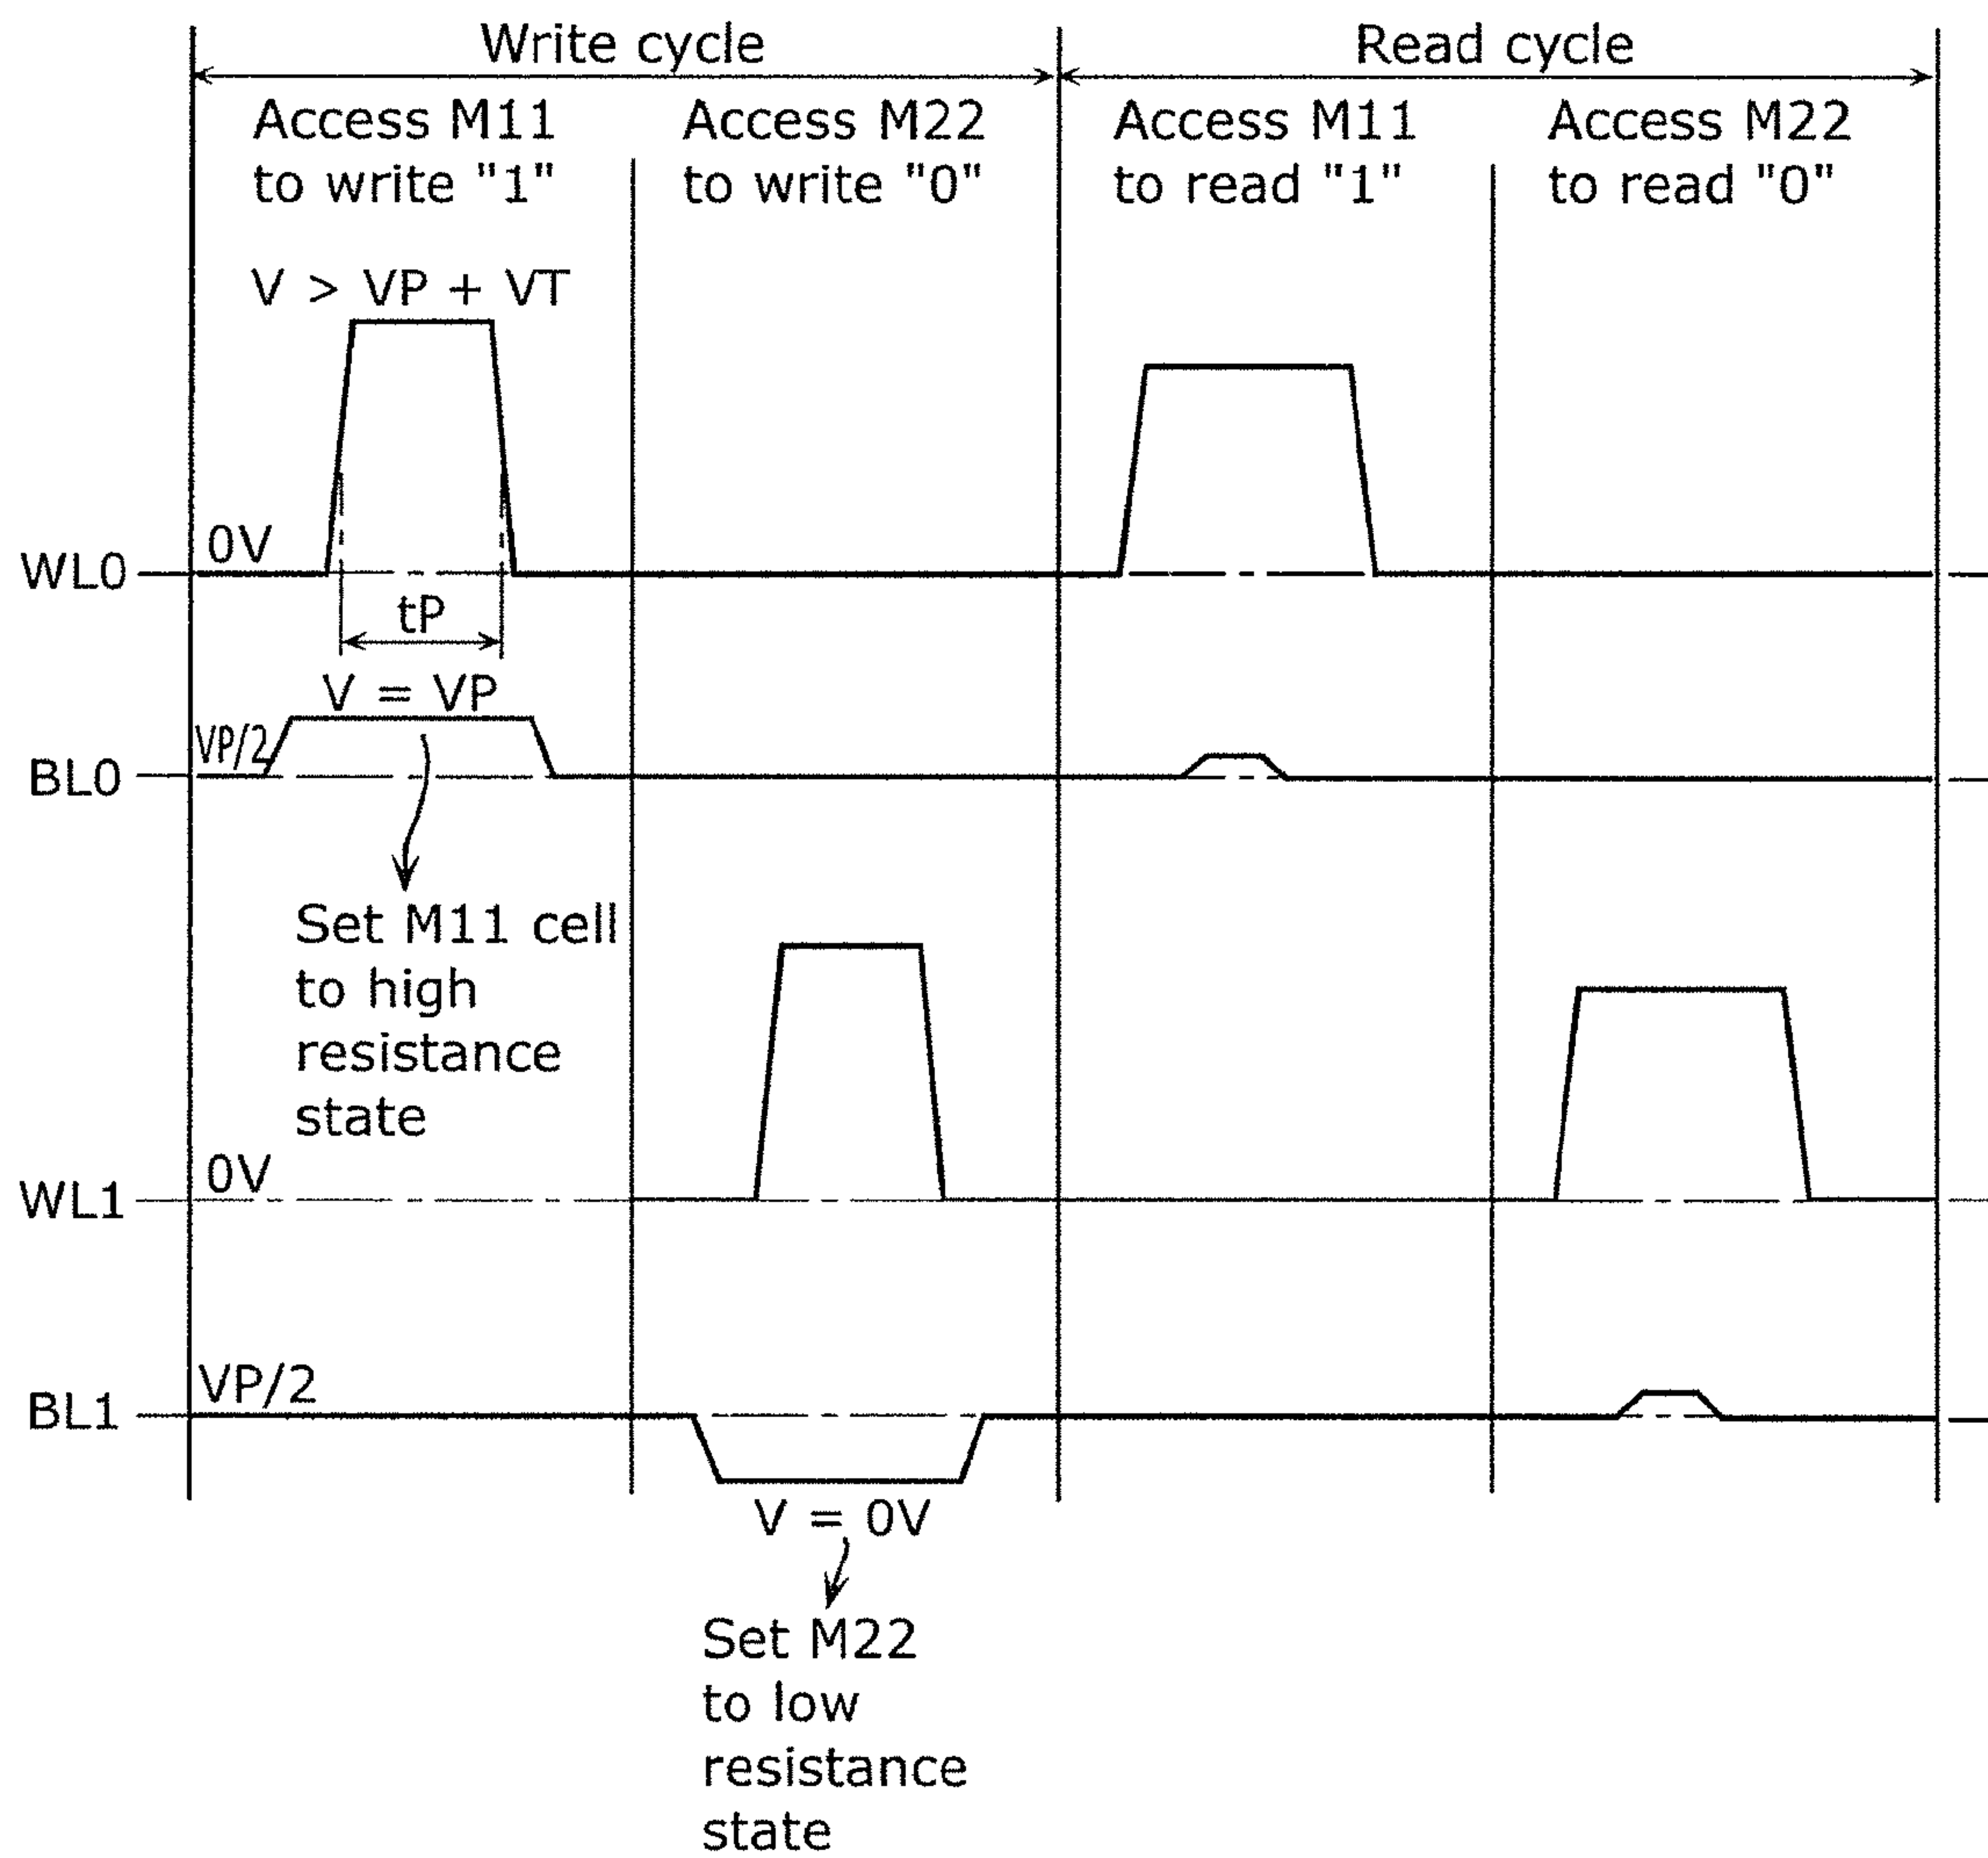 Write cycle
Read cycle
Access M11
to write "1"
Access M22
to write "0"
Access M11
to read "1"
Access M22
to read "0"
V > VP + VT
0V
WL0
tP
V = VP
VP/2
BL0
Set M11 cell
to high
resistance
state
0V
WL1
VP/2
BL1
V = 0V
Set M22
to low
resistance
state